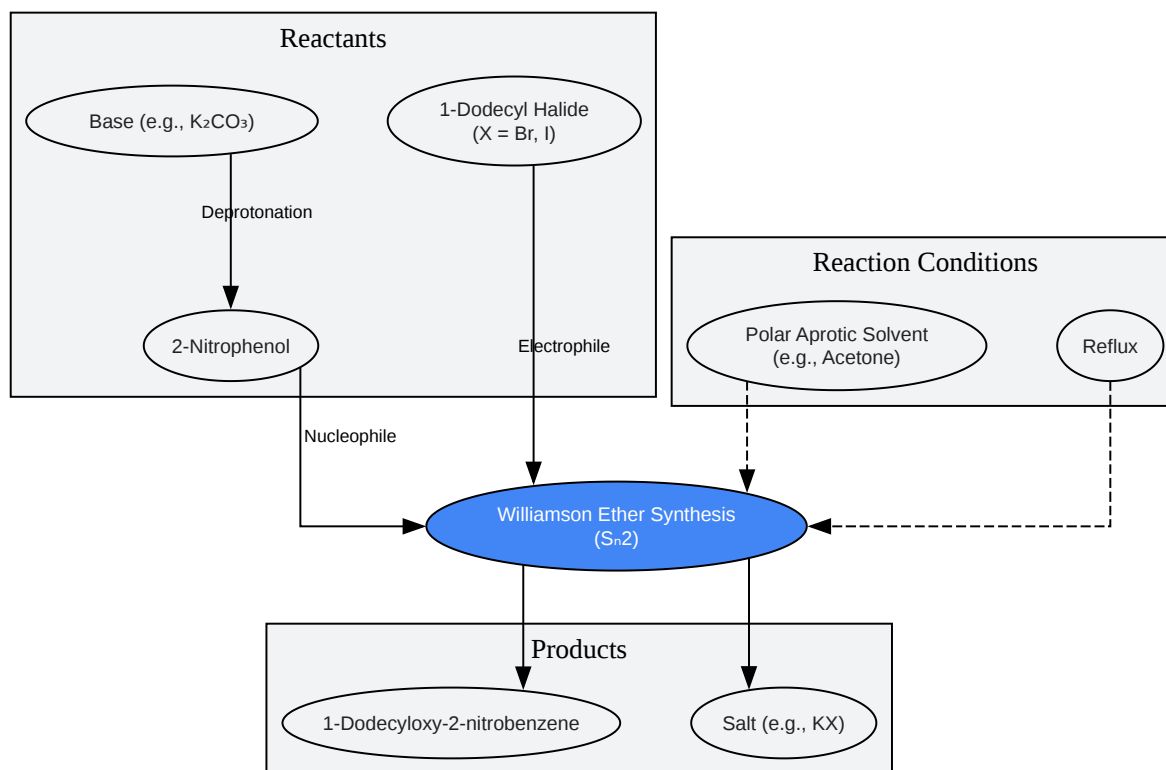 Reactants
Base (e.g., K₂CO₃)
1-Dodecyl Halide
(X = Br, I)
Deprotonation
2-Nitrophenol
Electrophile
Nucleophile
Reaction Conditions
Polar Aprotic Solvent
(e.g., Acetone)
Reflux
Williamson Ether Synthesis
(Sₙ2)
Products
1-Dodecyloxy-2-nitrobenzene
Salt (e.g., KX)